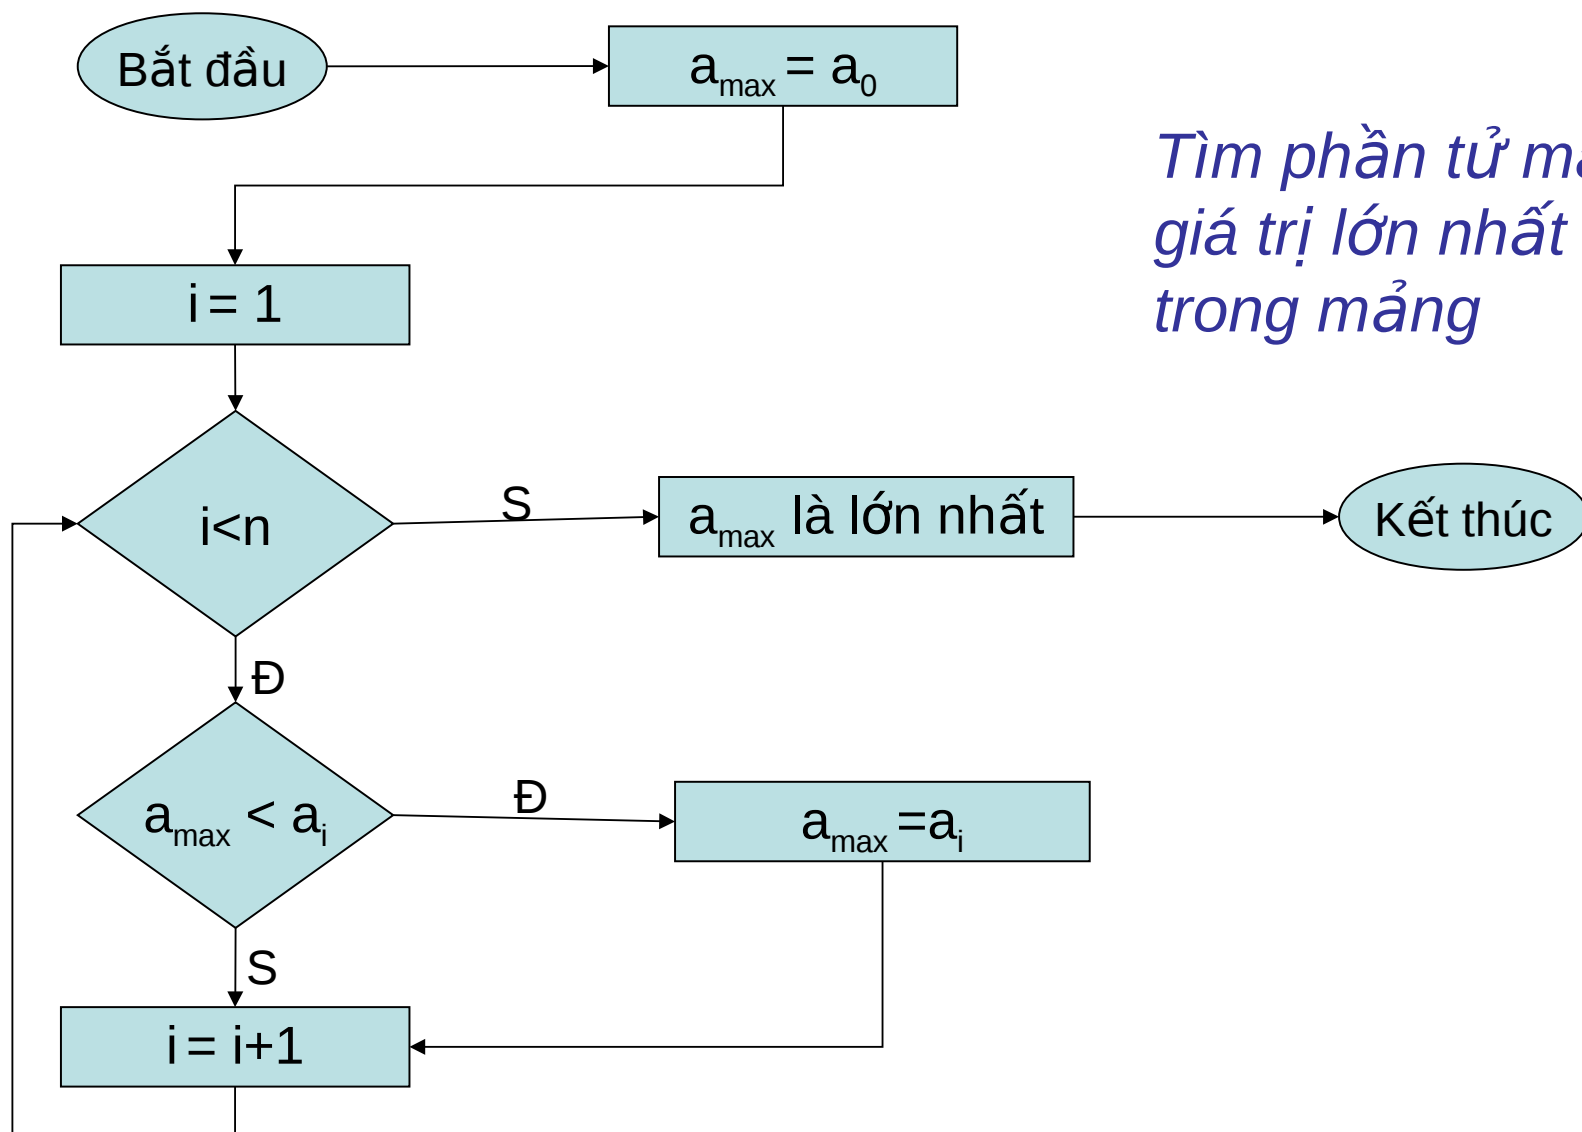 Bắt đầu
amax = a0
Tìm phần tử
giá trị lớn nhất
trong mảng
i = 1
i<n
S
amax là lớn nhất
Kết thúc
Đ
amax < ai
Đ
amax =ai
S
i = i+1